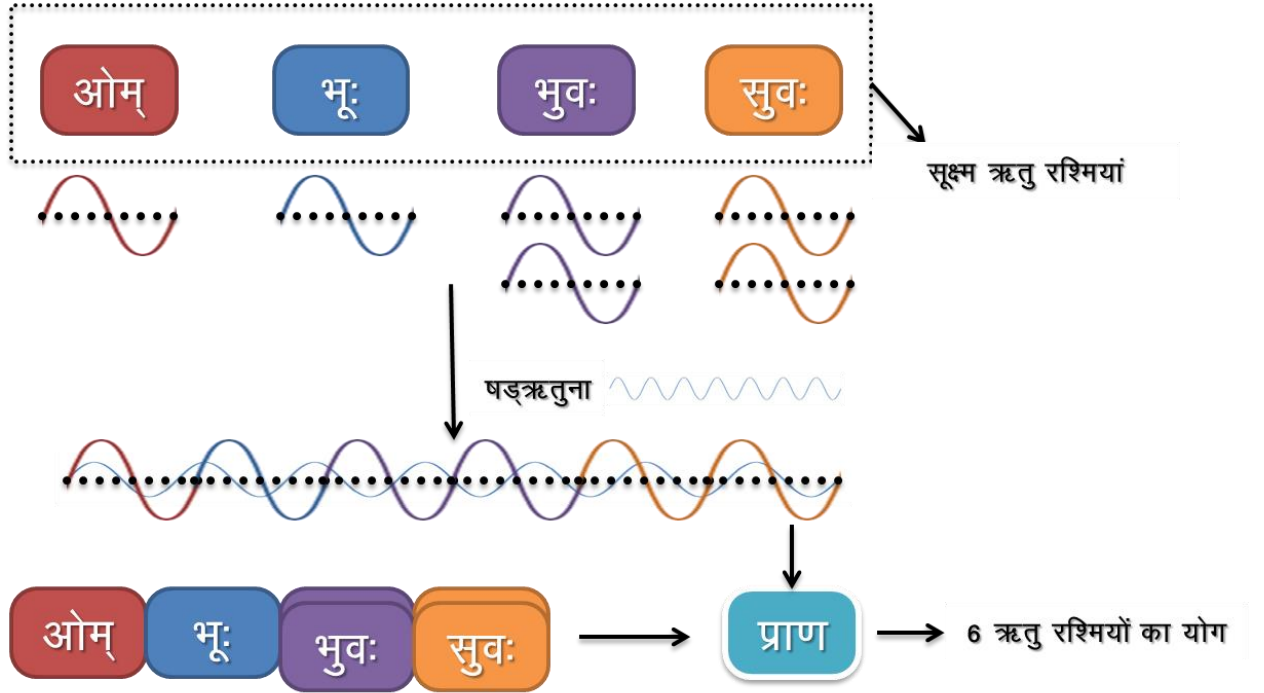 ओम् भूः भुवः सुवः
सूक्ष्म ऋतु रश्मियां
षड्ऋतुना
ओम् भूः भुवः सुवः
प्राण
6 ऋतु रश्मियों का योग